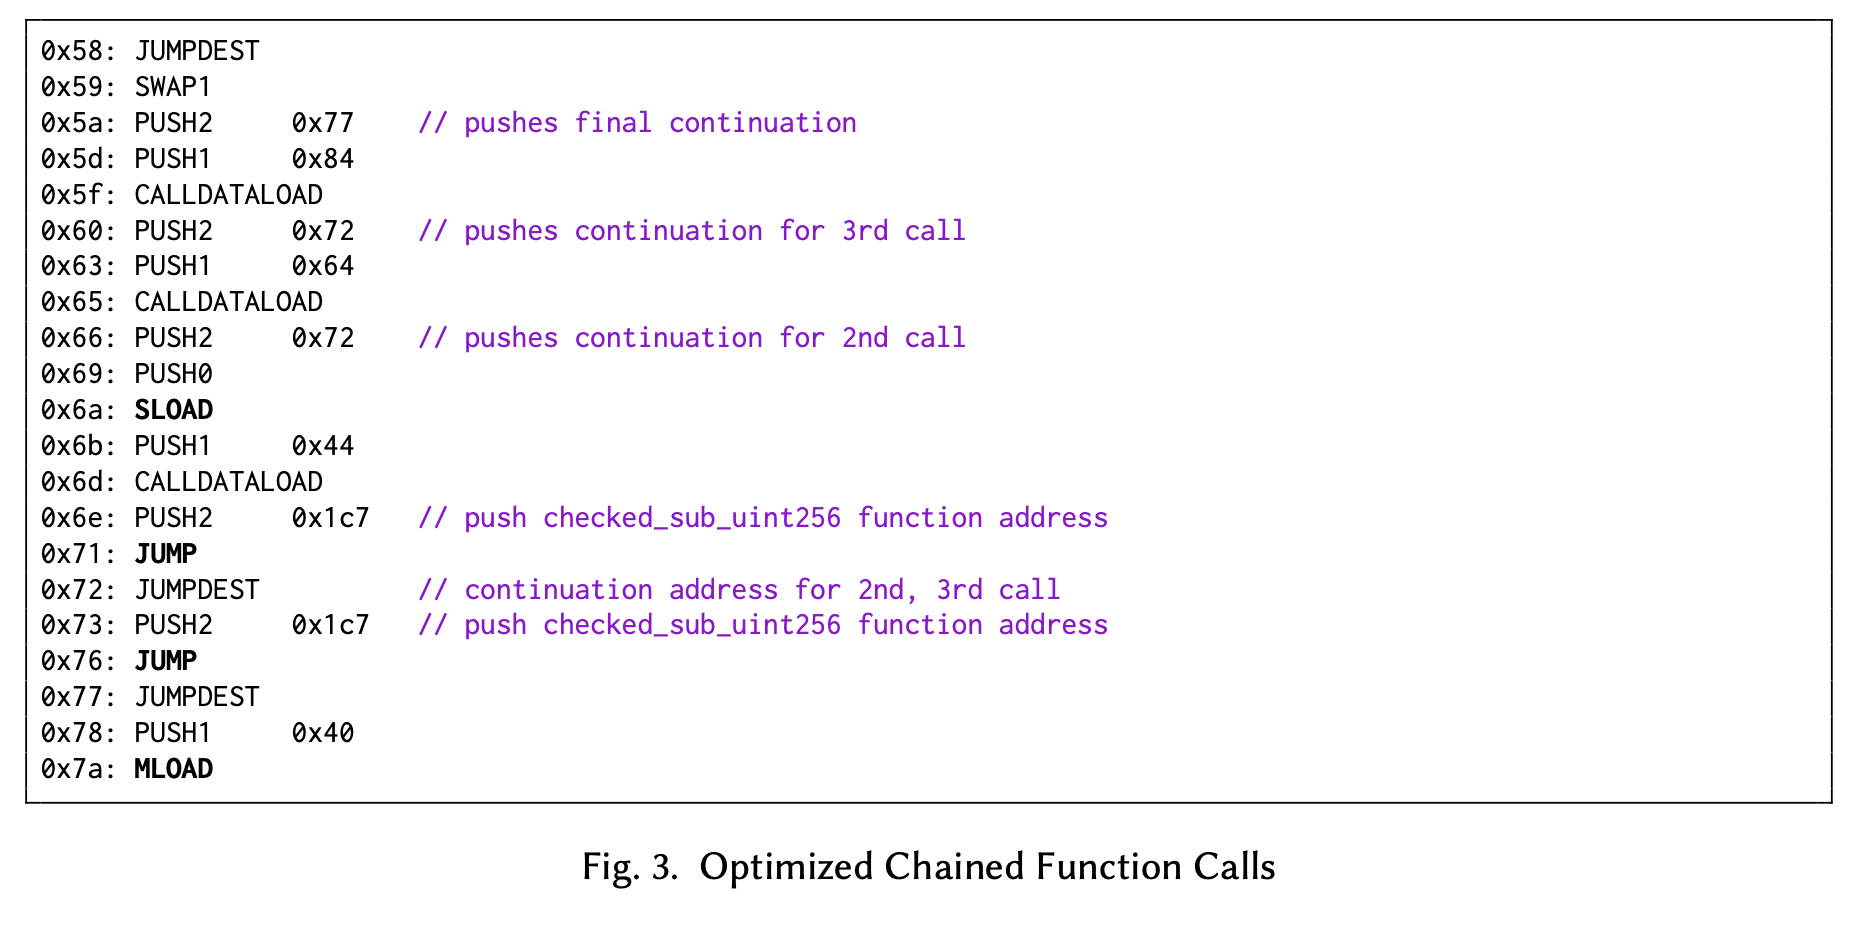 0x58: JUMPDEST
0x59: SWAP1
0x5a: PUSH2     0x77    // pushes final continuation
0x5d: PUSH1     0x84
0x5f: CALLDATALOAD
0x60: PUSH2     0x72    // pushes continuation for 3rd call
0x63: PUSH1     0x64
0x65: CALLDATALOAD
0x66: PUSH2     0x72    // pushes continuation for 2nd call
0x69: PUSH0
0x6a: SLOAD
0x6b: PUSH1     0x44
0x6d: CALLDATALOAD
0x6e: PUSH2     0x1c7   // push checked_sub_uint256 function address
0x71: JUMP
0x72: JUMPDEST          // continuation address for 2nd, 3rd call
0x73: PUSH2     0x1c7   // push checked_sub_uint256 function address
0x76: JUMP
0x77: JUMPDEST
0x78: PUSH1     0x40
0x7a: MLOAD
Fig. 3. Optimized Chained Function Calls